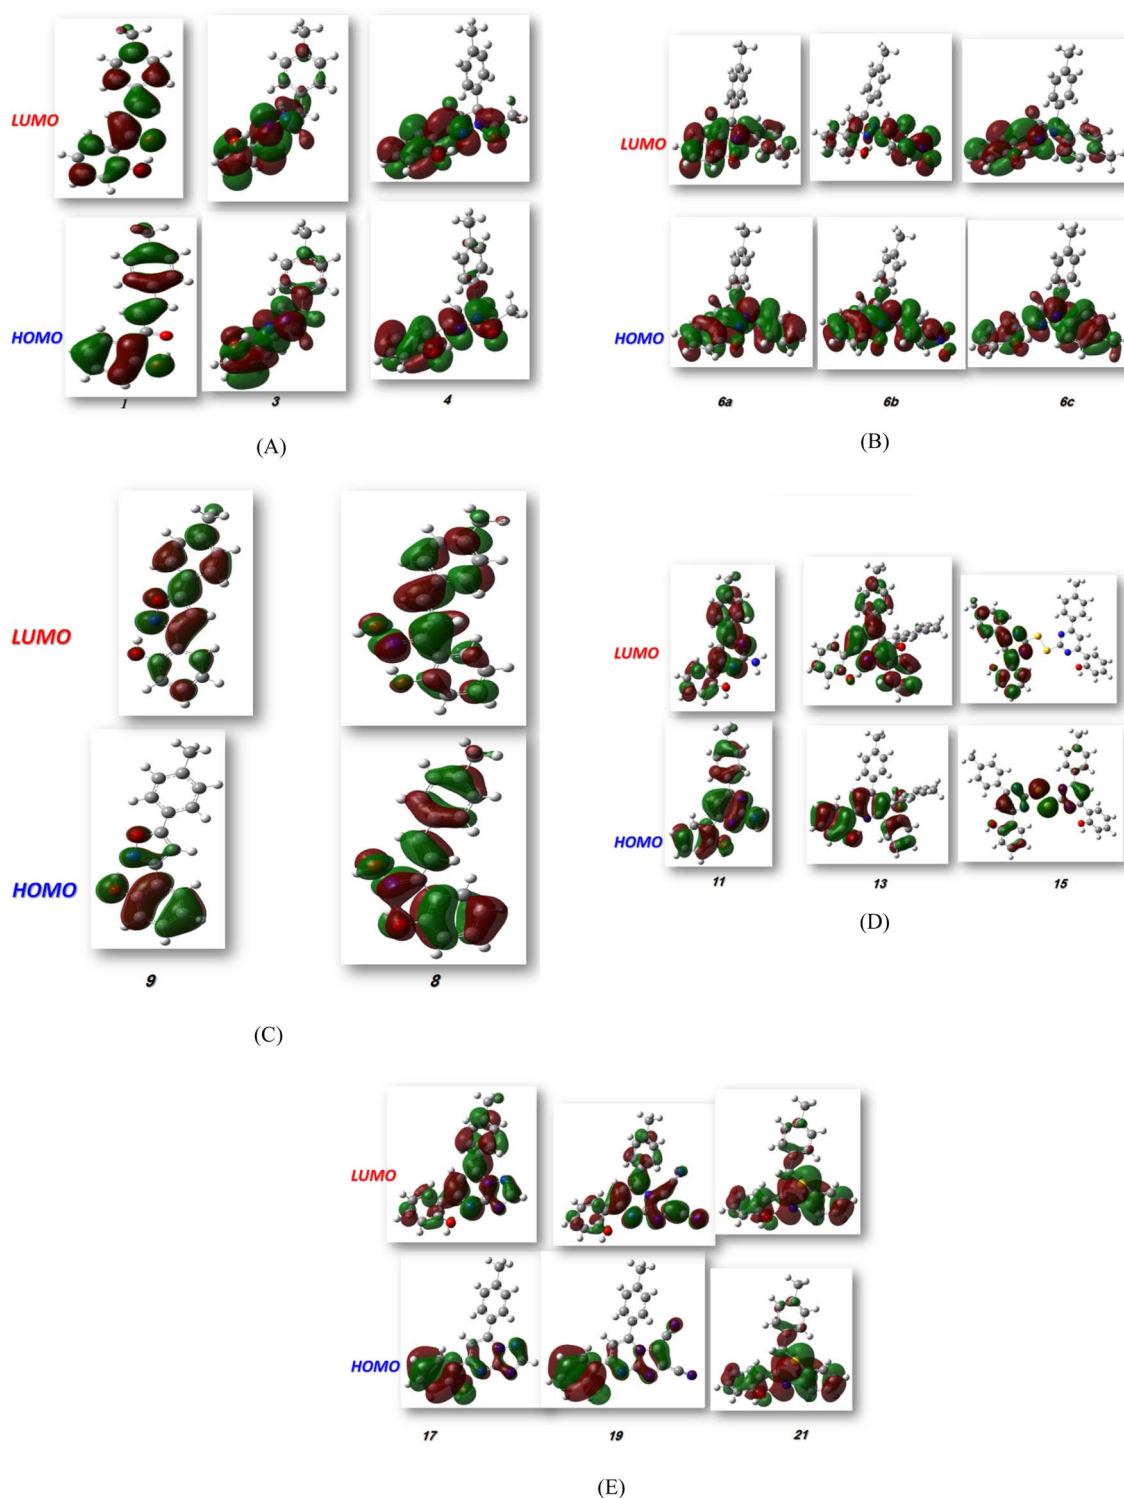 LUMO
HOMO
1 3 4
(A)
LUMO
HOMO
6a 6b 6c
(B)
LUMO
HOMO
9 8
(C)
LUMO
HOMO
11 13 15
(D)
LUMO
HOMO
17 19 21
(E)